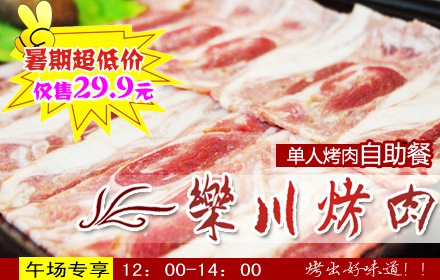 暑期超低价
仅售29.9元
单人烤肉自助餐
樂川烤肉
午场专享 12：00-14：00 烤出好味道！！